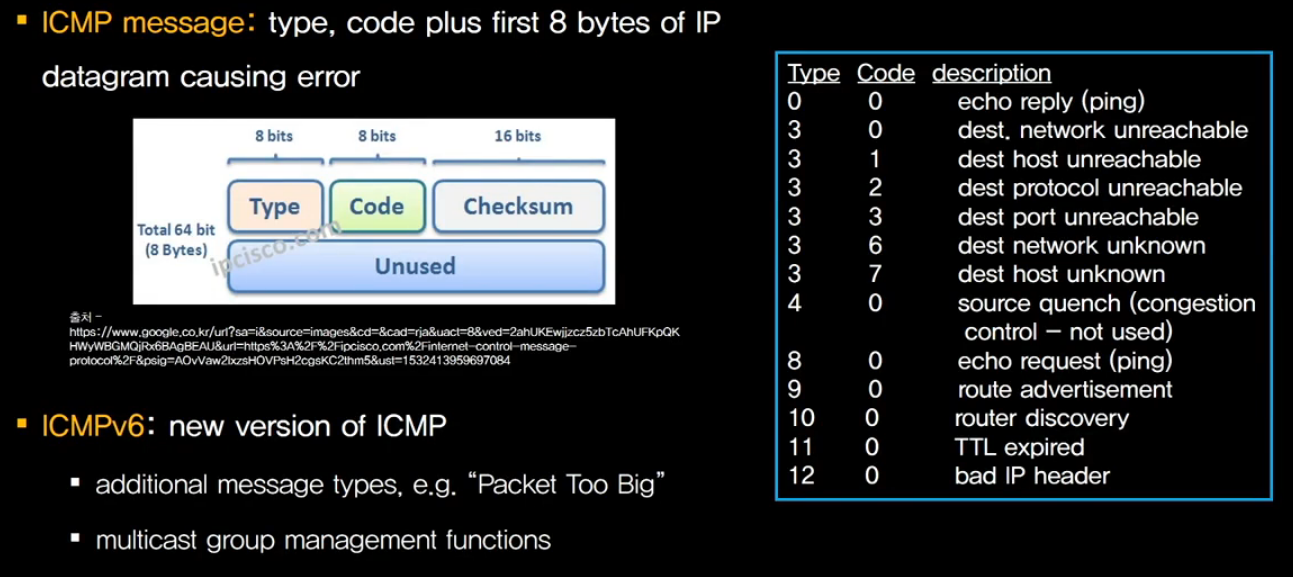 ▪ ICMP message: type, code plus first 8 bytes of IP
datagram causing error
8 bits 8 bits 16 bits
Type Code Checksum
Total 64 bit
(8 Bytes)
Unused
ipcisco.com
출처 -
https://www.google.co.kr/url?sa=i&source=images&cd=&cad=rja&uact=8&ved=2ahUKEwjjzcz5zbTcAhUFKpQK
HWyWBGMQjRx6BAgBEAU&url=https%3A%2F%2Fipcisco.com%2Finternet-control-message-
protocol%2F&psig=AOvVaw2lxzsHOVPsH2cgsKC2thm5&ust=1532413959697084
▪ ICMPv6: new version of ICMP
▪ additional message types, e.g. “Packet Too Big”
▪ multicast group management functions
Type Code description
0 0 echo reply (ping)
3 0 dest. network unreachable
3 1 dest host unreachable
3 2 dest protocol unreachable
3 3 dest port unreachable
3 6 dest network unknown
3 7 dest host unknown
4 0 source quench (congestion
control - not used)
8 0 echo request (ping)
9 0 route advertisement
10 0 router discovery
11 0 TTL expired
12 0 bad IP header